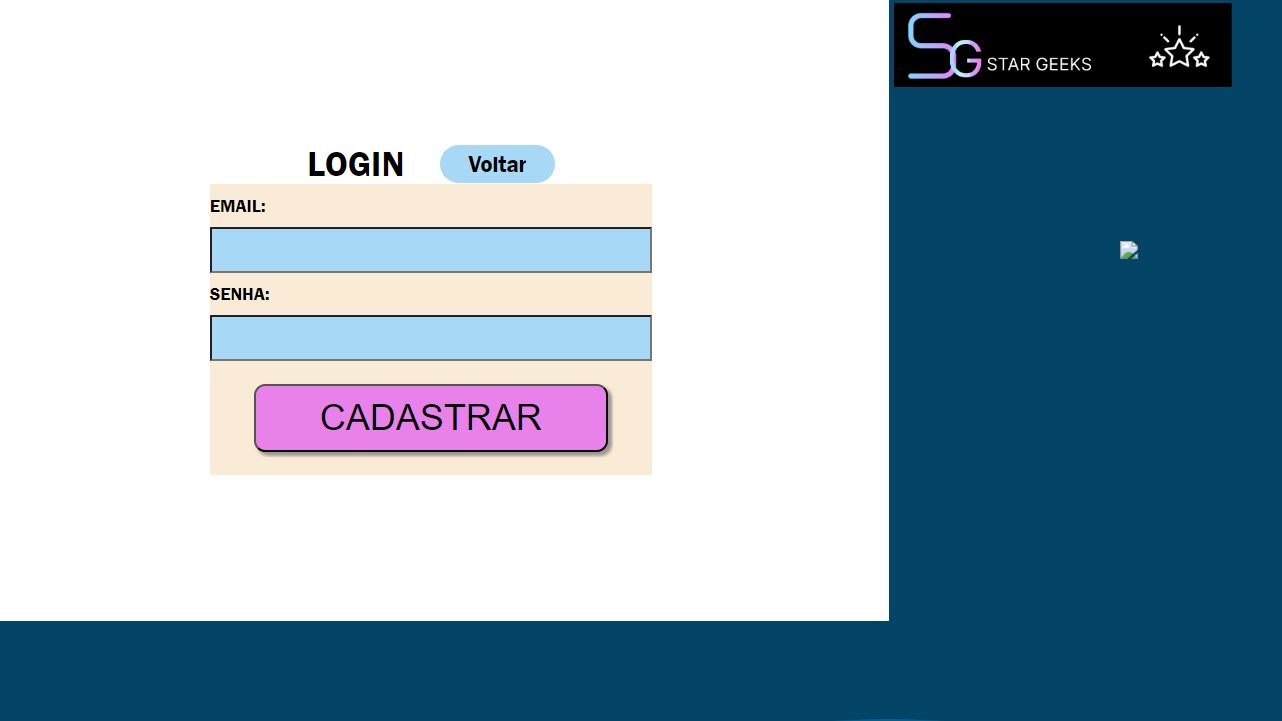 SG STAR GEEKS
LOGIN
Voltar
EMAIL:
SENHA:
CADASTRAR